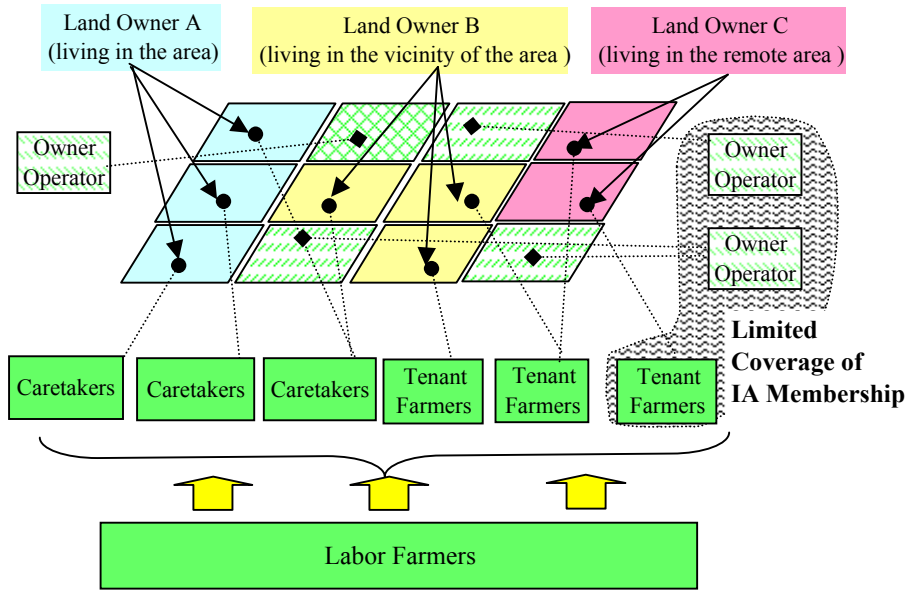 Land Owner A
(living in the area)
Land Owner B
(living in the vicinity of the area )
Land Owner C
(living in the remote area )
Owner
Operator
Owner
Operator
Owner
Operator
Limited
Coverage of
IA Membership
Caretakers
Caretakers
Caretakers
Tenant
Farmers
Tenant
Farmers
Tenant
Farmers
Labor Farmers